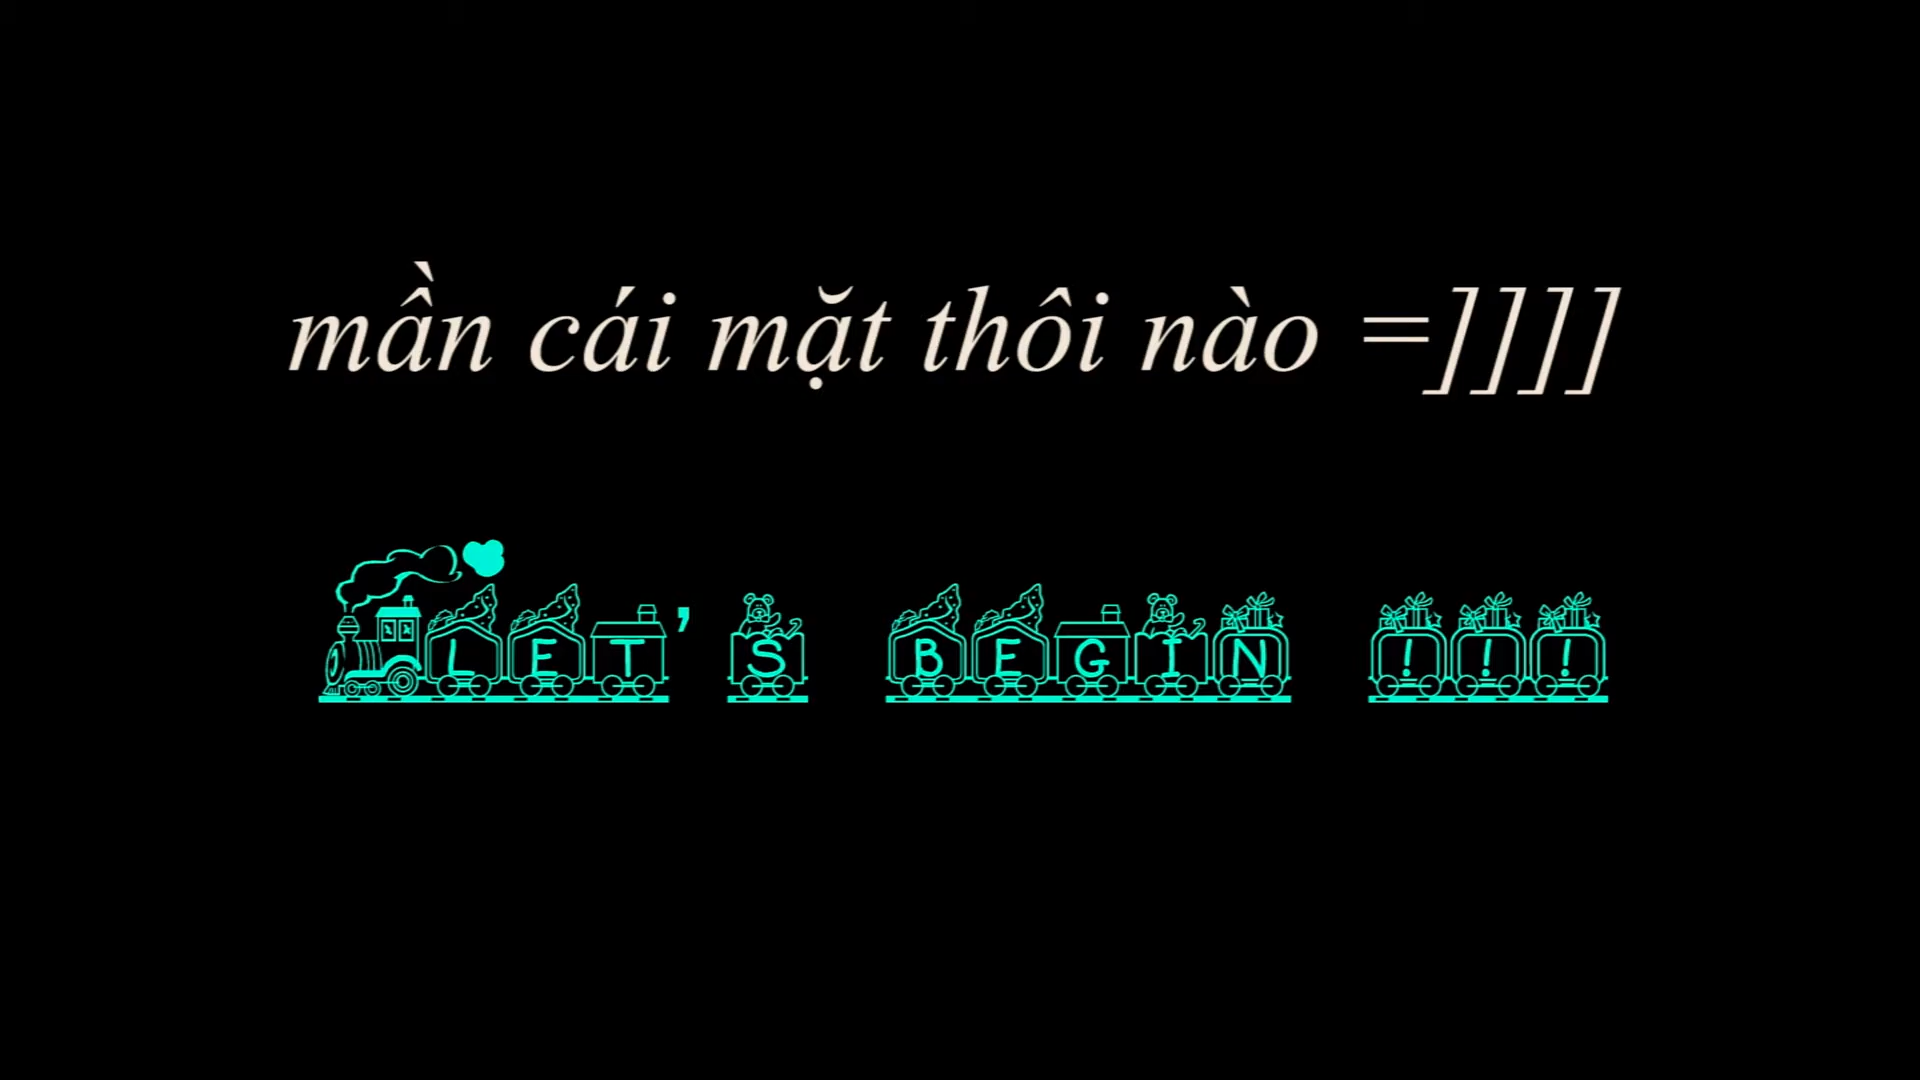 mần cái mặt thôi nào =]]]]
LET'S BEGIN !!!